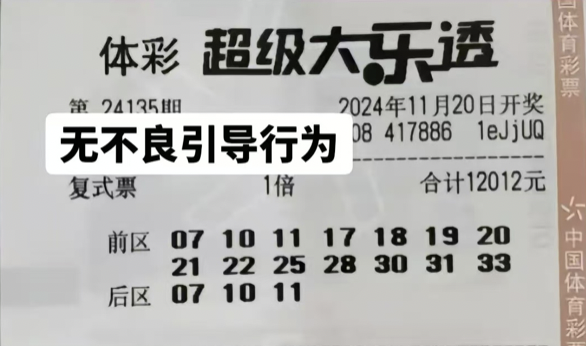 体彩 超级大乐透
第 24135期 2024年11月20日开奖
08 417886 1eJjUQ
无不良引导行为
复式票 1倍 合计12012元
前区 07 10 11 17 18 19 20
21 22 25 28 30 31 33
后区 07 10 11
国体育彩票
中国体育彩